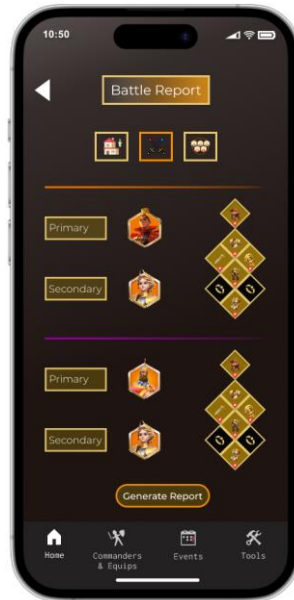 10:50
Battle Report
Primary
Secondary
Primary
Secondary
Generate Report
Home
Commanders
& Equips
Events
Tools